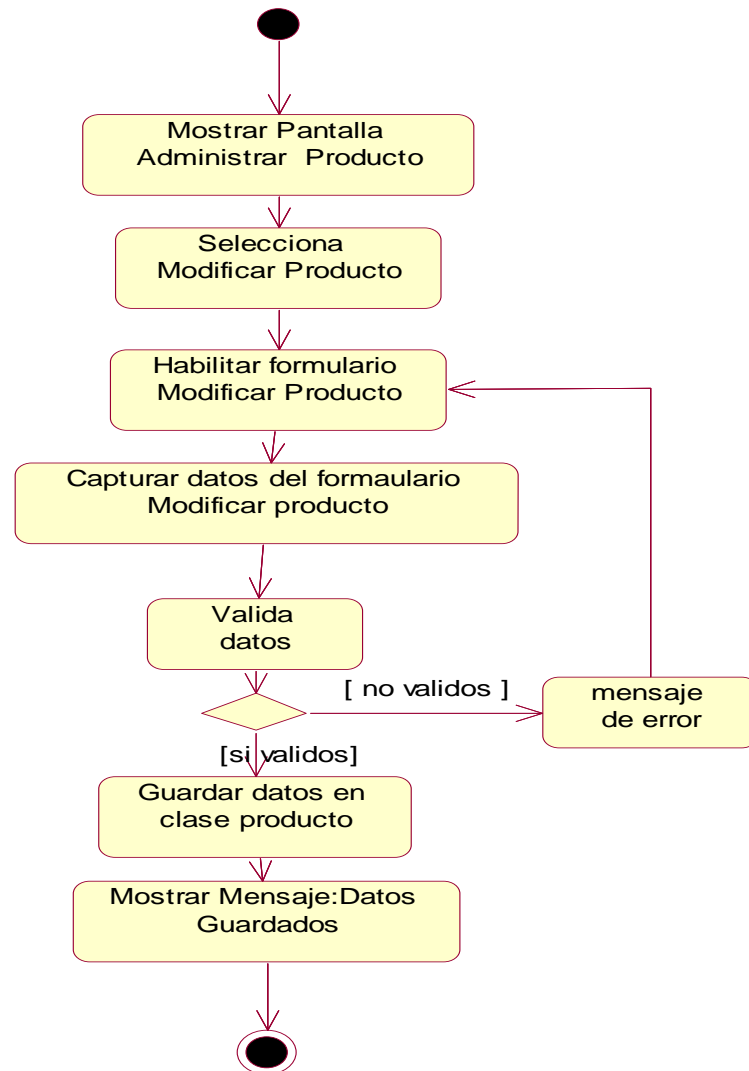 Mostrar Pantalla
Administrar Producto
Selecciona
Modificar Producto
Habilitar formulario
Modificar Producto
Capturar datos del formaulario
Modificar producto
Valida
datos
[ no validos ]
mensaje
de error
[si validos]
Guardar datos en
clase producto
Mostrar Mensaje:Datos
Guardados